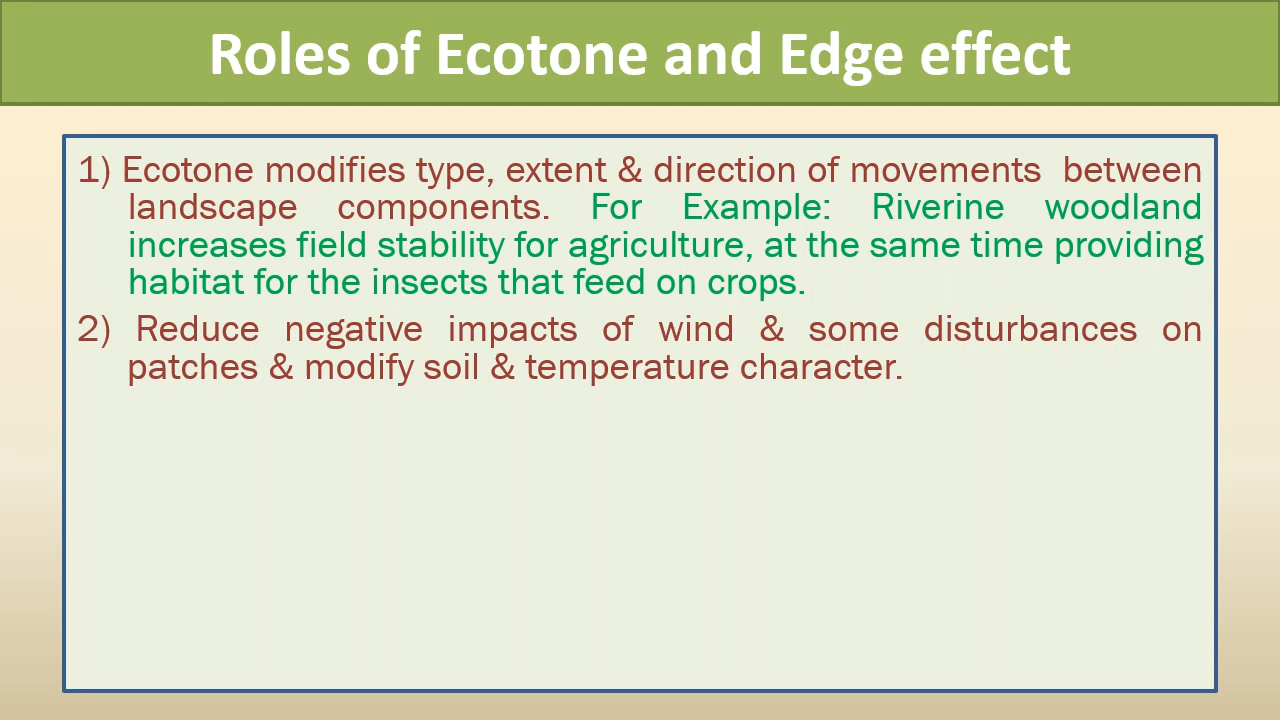 Roles of Ecotone and Edge effect
1) Ecotone modifies type, extent & direction of movements between
landscape components. For Example: Riverine woodland
increases field stability for agriculture, at the same time providing
habitat for the insects that feed on crops.
2) Reduce negative impacts of wind & some disturbances on
patches & modify soil & temperature character.